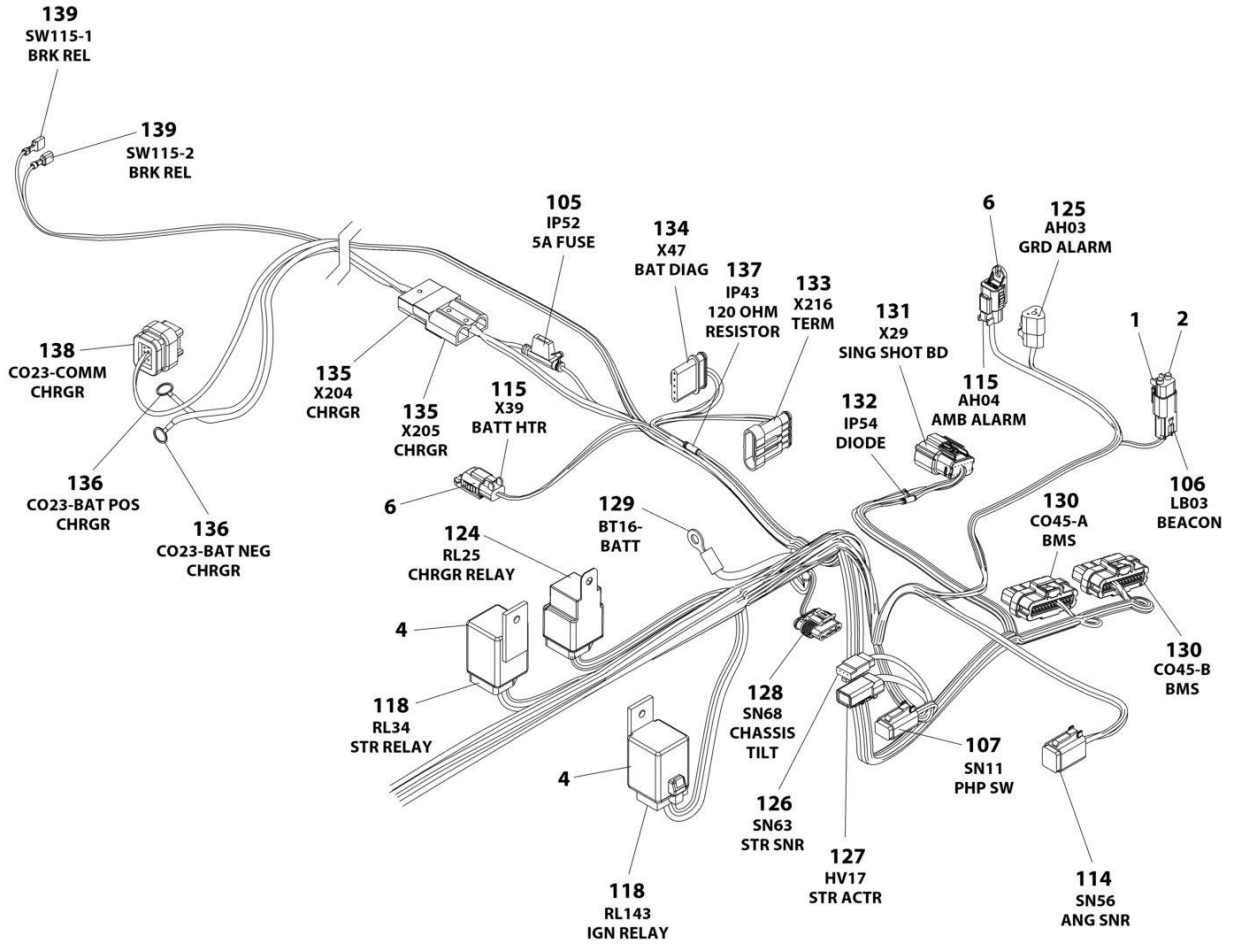 139
SW115-1
BRK REL
139
SW115-2
BRK REL
105
IP52
5A FUSE
134
X47
BAT DIAG
137
IP43
120 OHM
RESISTOR
133
X216
TERM
131
X29
SING SHOT BD
6
125
AH03
GRD ALARM
1
2
138
CO23-COMM
CHRGR
135
X204
CHRGR
135
X205
CHRGR
115
X39
BATT HTR
132
IP54
DIODE
115
AH04
AMB ALARM
106
LB03
BEACON
136
CO23-BAT POS
CHRGR
136
CO23-BAT NEG
CHRGR
6
124
RL25
CHRGR RELAY
129
BT16-
BATT
130
CO45-A
BMS
130
CO45-B
BMS
4
118
RL34
STR RELAY
4
118
RL143
IGN RELAY
128
SN68
CHASSIS
TILT
126
SN63
STR SNR
127
HV17
STR ACTR
107
SN11
PHP SW
114
SN56
ANG SNR